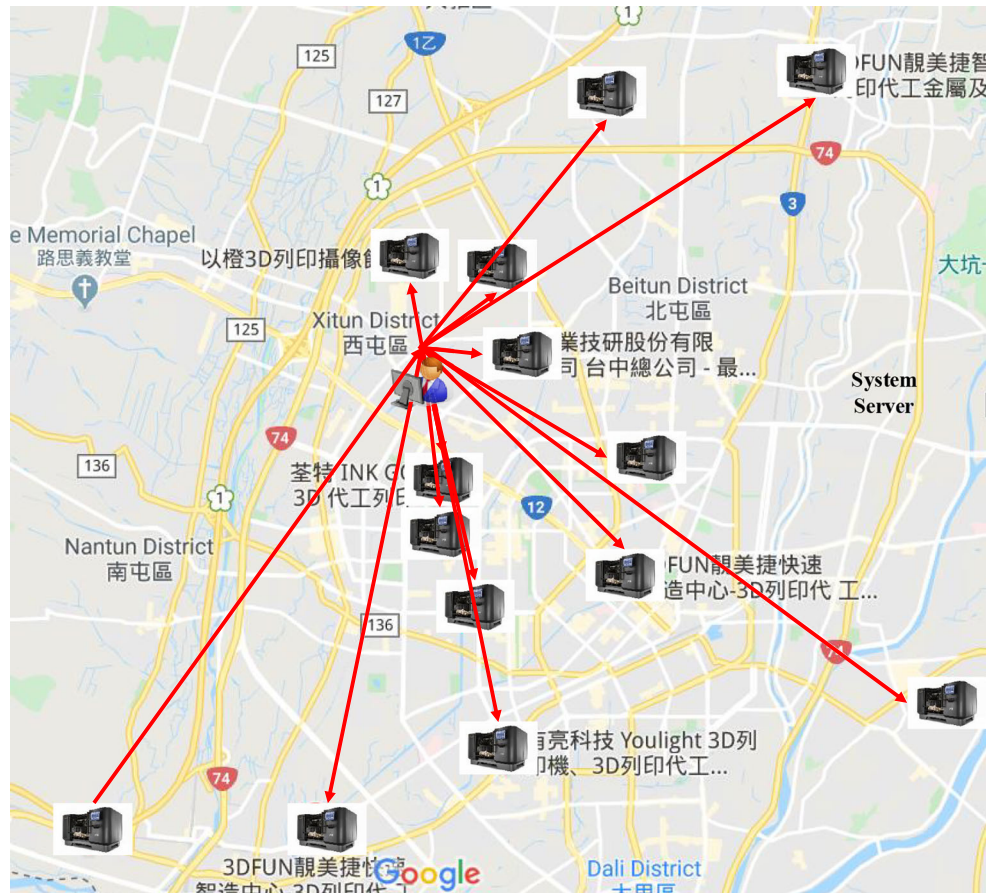 125
1乙
1
127
FUN靚美捷智
印代工金屬及
74
1
3
e Memorial Chapel
路思義教堂
以橙3D列印攝像
大坑
Beitun District
北屯區
Xitun District
西屯區
125
業技研股份有限
司 台中總公司 - 最...
System
Server
74
136
荃特 INK G
3D 代工列
1
12
Nantun District
南屯區
FUN靚美捷快速
造中心-3D列印代 工...
136
74
有亮科技 Youlight 3D列
印機、3D列印代工...
74
3DFUN靚美捷快速
智造中心-3D列印代 工
Google
Dali District
大里區